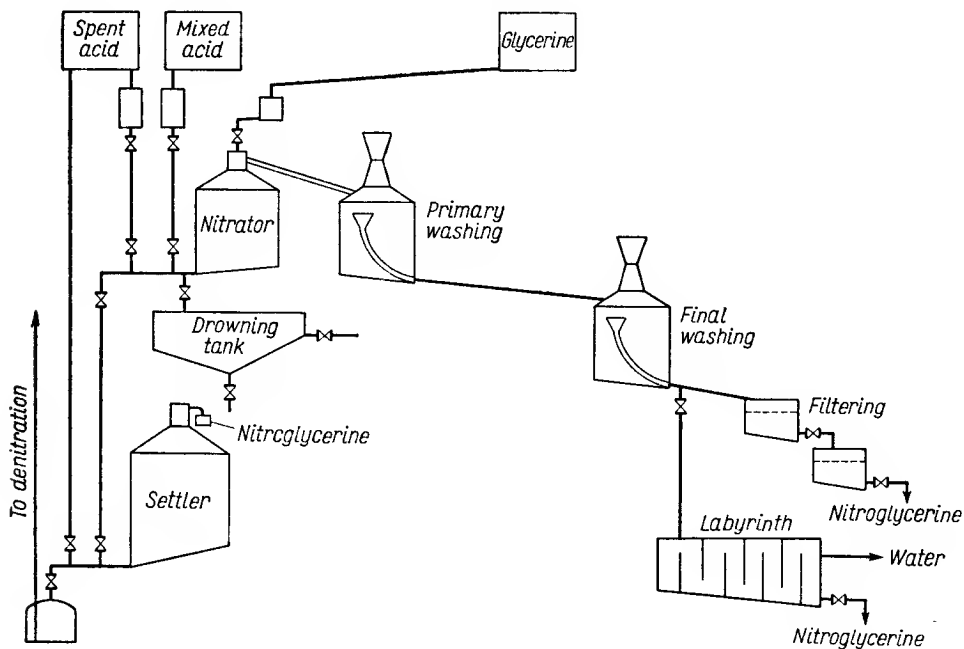 Spent
acid
Mixed
acid
Glycerine
Nitrator
Primary
washing
Drowning
tank
Final
washing
To denitration
Nitrcglycerine
Settler
Filtering
Nitroglycerine
Labyrinth
Water
Nitroglycerine